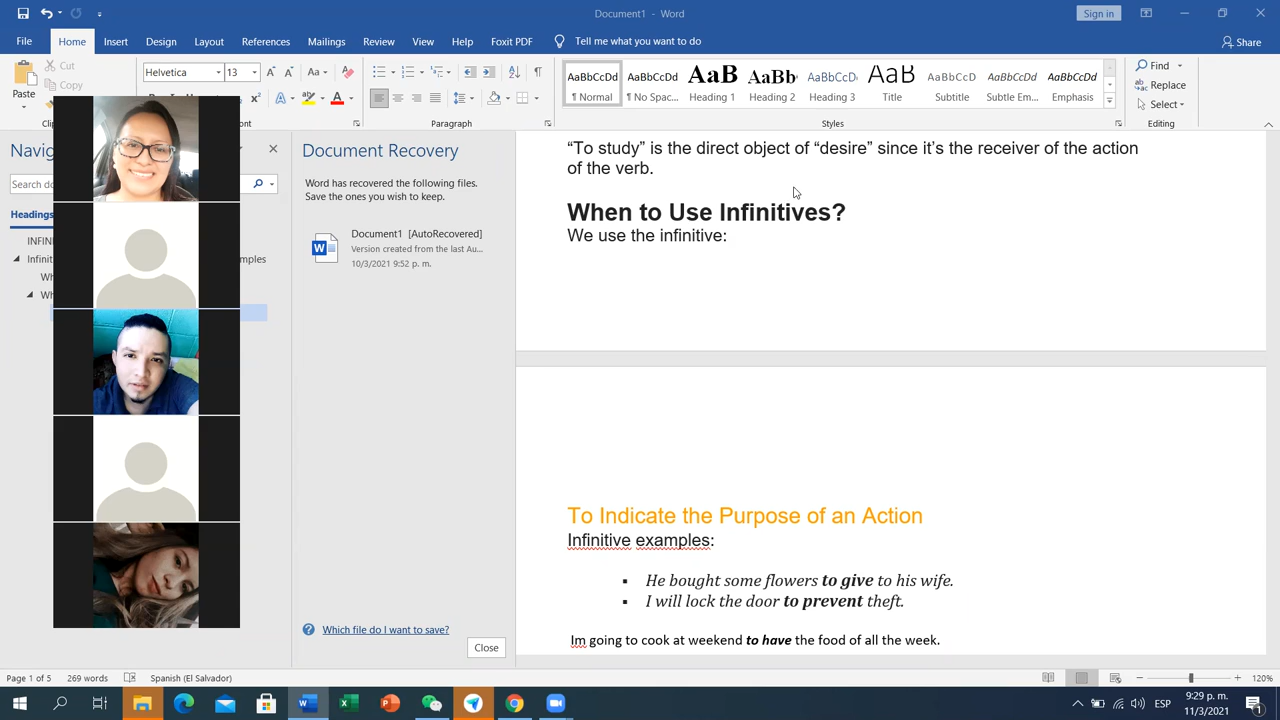 Document1 - Word
Sign in
File Home Insert Design Layout References Mailings Review View Help Foxit PDF Tell me what you want to do Share
Paste
Cut
Copy
Helvetica 13
AaBbCcDd AaBbCcDd AaB AaBb AaBbCcD AaB AaBbCcD AaBbCcDd AaBbCcDd
¶ Normal ¶ No Spac... Heading 1 Heading 2 Heading 3 Title Subtitle Subtle Em... Emphasis
Find
Replace
Select
Paragraph Styles Editing
Headings
Document Recovery
Word has recovered the following files.
Save the ones you wish to keep.
Document1 [AutoRecovered]
Version created from the last Au...
10/3/2021 9:52 p. m.
Which file do I want to save?
Close
“To study” is the direct object of “desire” since it’s the receiver of the action
of the verb.
When to Use Infinitives?
We use the infinitive:
To Indicate the Purpose of an Action
Infinitive examples:
▪ He bought some flowers to give to his wife.
▪ I will lock the door to prevent theft.
Im going to cook at weekend to have the food of all the week.
Page 1 of 5 269 words Spanish (El Salvador) 120%
ESP
9:29 p. m.
11/3/2021